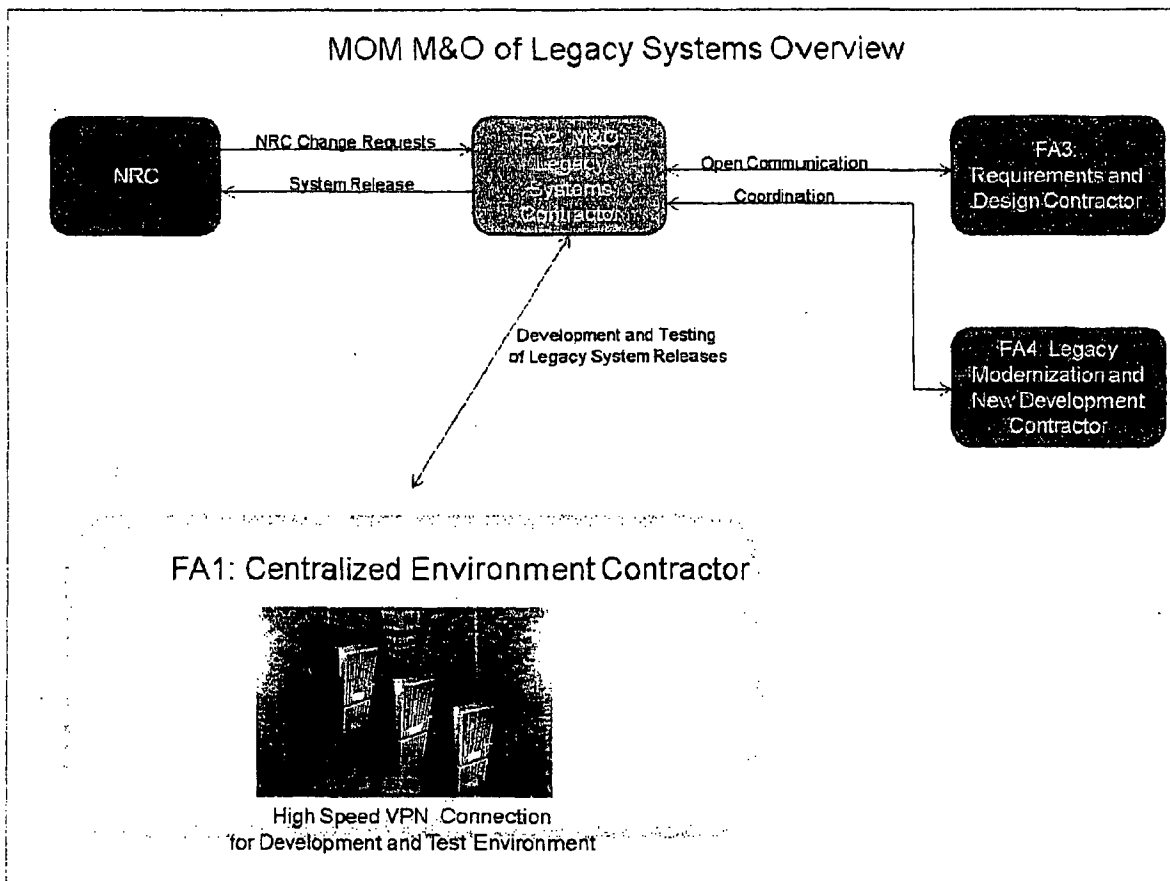 MOM M&O of Legacy Systems Overview
NRC
NRC Change Requests
System Release
FA2: M&O
Legacy
Systems
Contractor
Open Communication
Coordination
FA3:
Requirements and
Design Contractor
FA4: Legacy
Modernization and
New Development
Contractor
Development and Testing
of Legacy System Releases
FA1: Centralized Environment Contractor
High Speed VPN Connection
for Development and Test Environment